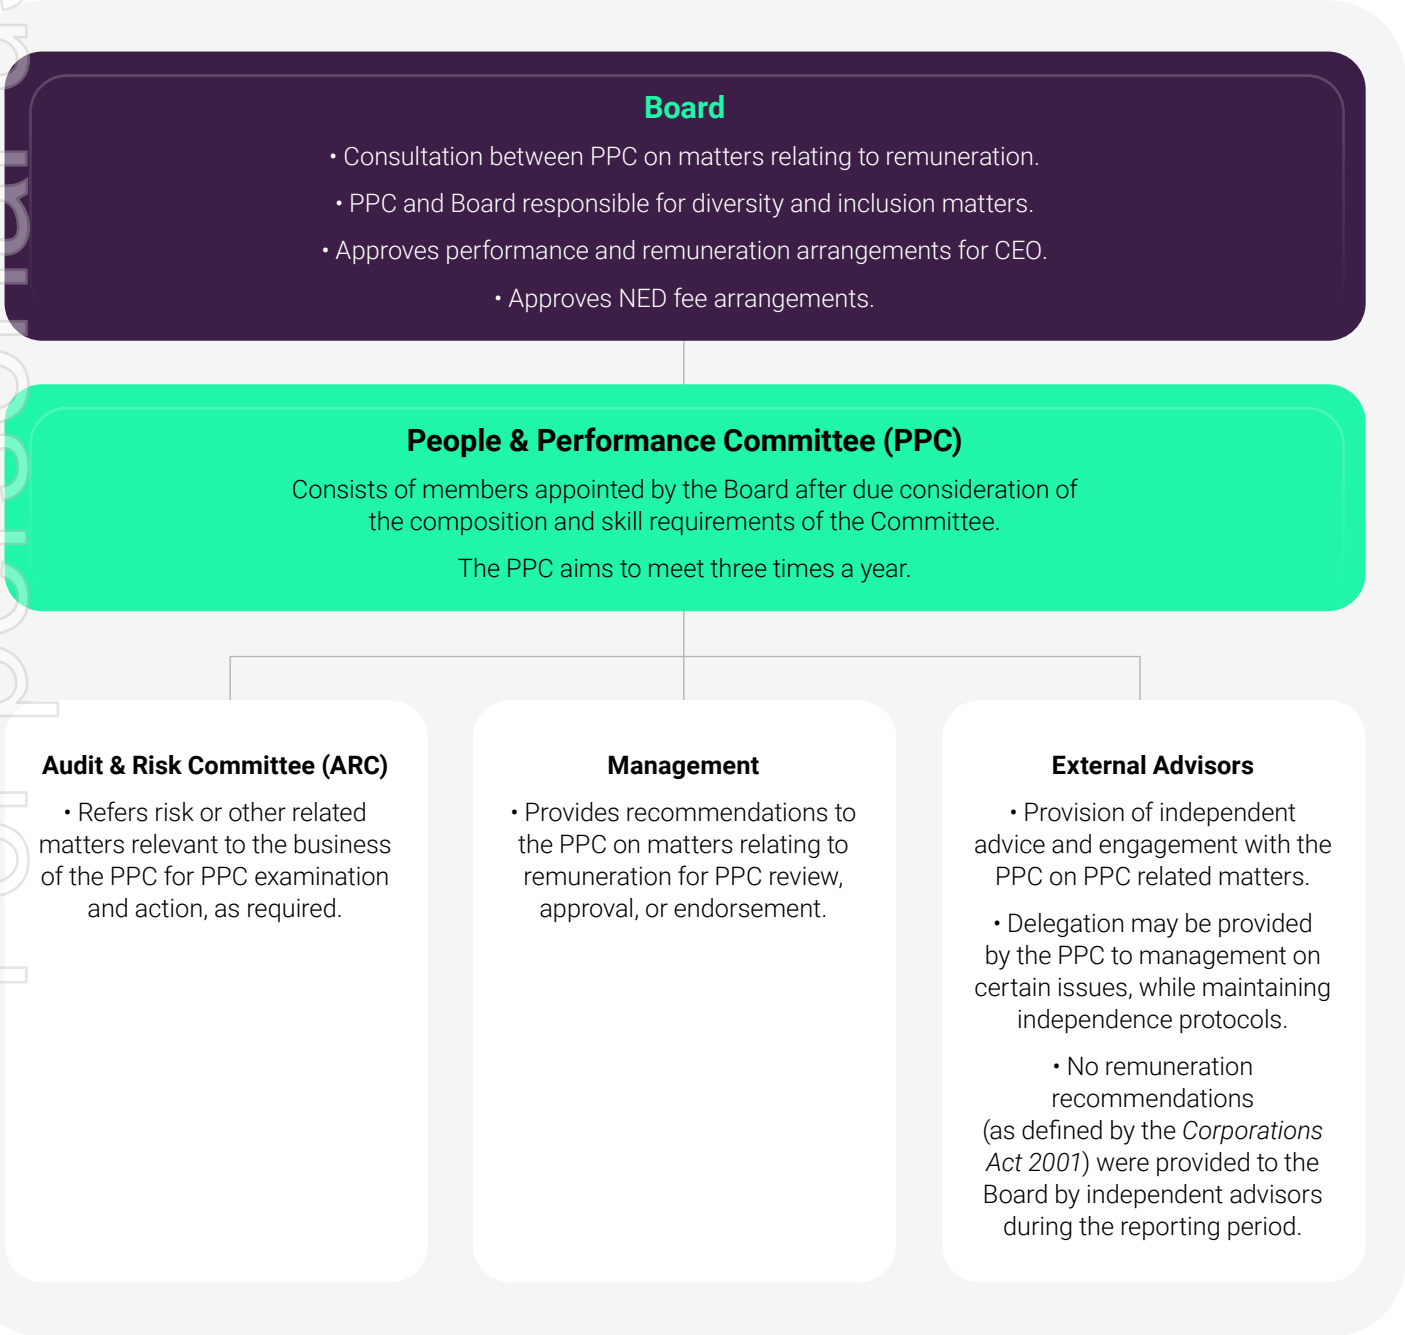 Board
• Consultation between PPC on matters relating to remuneration.
• PPC and Board responsible for diversity and inclusion matters.
• Approves performance and remuneration arrangements for CEO.
• Approves NED fee arrangements.
People & Performance Committee (PPC)
Consists of members appointed by the Board after due consideration of
the composition and skill requirements of the Committee.
The PPC aims to meet three times a year.
Audit & Risk Committee (ARC)
• Refers risk or other related
matters relevant to the business
of the PPC for PPC examination
and action, as required.
Management
• Provides recommendations to
the PPC on matters relating to
remuneration for PPC review,
approval, or endorsement.
External Advisors
• Provision of independent
advice and engagement with the
PPC on PPC related matters.
• Delegation may be provided
by the PPC to management on
certain issues, while maintaining
independence protocols.
• No remuneration
recommendations
(as defined by the Corporations
Act 2001) were provided to the
Board by independent advisors
during the reporting period.